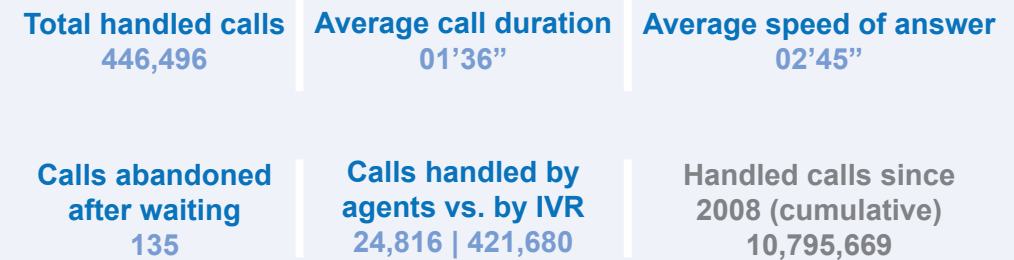 Total handled calls
446,496
Average call duration
01’36”
Average speed of answer
02’45”
Calls abandoned
after waiting
135
Calls handled by
agents vs. by IVR
24,816 | 421,680
Handled calls since
2008 (cumulative)
10,795,669